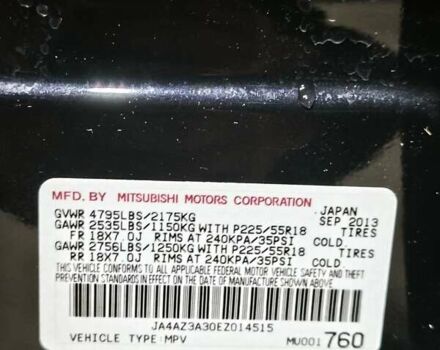 MFD. BY MITSUBISHI MOTORS CORPORATION JAPAN
GVWR 4795LBS/2175KG SEP 2013
GAWR 2535LBS/1150KG WITH P225/55R18 TIRES
FR 18X7.0J RIMS AT 240KPA/35PSI COLD
GAWR 2756LBS/1250KG WITH P225/55R18 TIRES
RR 18X7.0J RIMS AT 240KPA/35PSI COLD
THIS VEHICLE CONFORMS TO ALL APPLICABLE FEDERAL MOTOR VEHICLE SAFETY AND THEFT
PREVENTION STANDARDS IN EFFECT ON THE DATE OF MANUFACTURE SHOWN ABOVE.
JA4AZ3A30EZ014515
VEHICLE TYPE: MPV MU001760